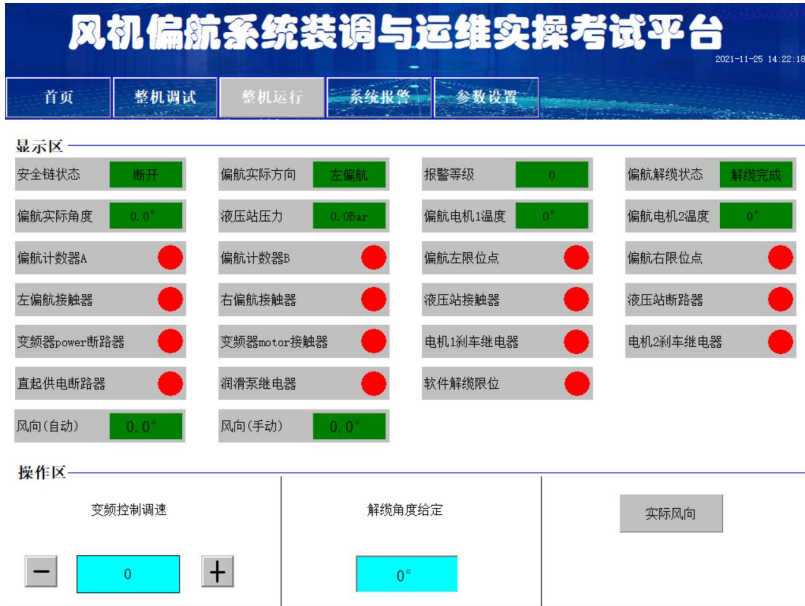 风机偏航系统装调与运维实操考试平台
2021-11-25 14:22:18
首页 整机调试 整机运行 系统报警 参数设置
显示区
安全链状态 断开 偏航实际方向 左偏航 报警等级 0 偏航解缆状态 解缆完成
偏航实际角度 0.0° 液压站压力 0.0Bar 偏航电机1温度 0° 偏航电机2温度 0°
偏航计数器A 偏航计数器B 偏航左限位点 偏航右限位点
左偏航接触器 右偏航接触器 液压站接触器 液压站断路器
变频器power断路器 变频器motor接触器 电机1刹车继电器 电机2刹车继电器
直起供电断路器 润滑泵继电器 软件解缆限位
风向(自动) 0.0° 风向(手动) 0.0°
操作区
变频控制调速 解缆角度给定 实际风向
− 0 + 0°